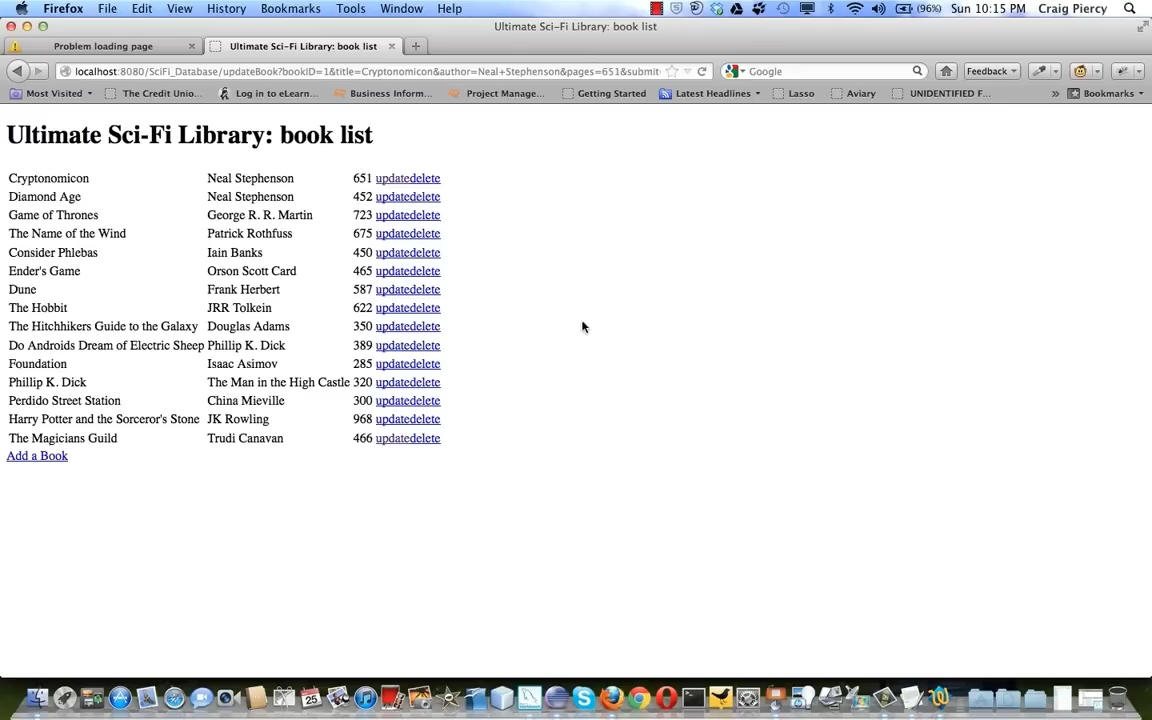 Firefox File Edit View History Bookmarks Tools Window Help (96%) Sun 10:15 PM Craig Piercy
Ultimate Sci-Fi Library: book list
Problem loading page Ultimate Sci-Fi Library: book list
localhost:8080/SciFi_Database/updateBook?bookID=1&title=Cryptonomicon&author=Neal+Stephenson&pages=651&submit Google Feedback
Most Visited The Credit Unio... Log in to eLearn... Business Inform... Project Manage... Getting Started Latest Headlines Lasso Aviary UNIDENTIFIED F... » Bookmarks
Ultimate Sci-Fi Library: book list
Cryptonomicon Neal Stephenson 651 updatedelete
Diamond Age Neal Stephenson 452 updatedelete
Game of Thrones George R. R. Martin 723 updatedelete
The Name of the Wind Patrick Rothfuss 675 updatedelete
Consider Phlebas Iain Banks 450 updatedelete
Ender's Game Orson Scott Card 465 updatedelete
Dune Frank Herbert 587 updatedelete
The Hobbit JRR Tolkein 622 updatedelete
The Hitchhikers Guide to the Galaxy Douglas Adams 350 updatedelete
Do Androids Dream of Electric Sheep Phillip K. Dick 389 updatedelete
Foundation Isaac Asimov 285 updatedelete
Phillip K. Dick The Man in the High Castle 320 updatedelete
Perdido Street Station China Mieville 300 updatedelete
Harry Potter and the Sorceror's Stone JK Rowling 968 updatedelete
The Magicians Guild Trudi Canavan 466 updatedelete
Add a Book
25